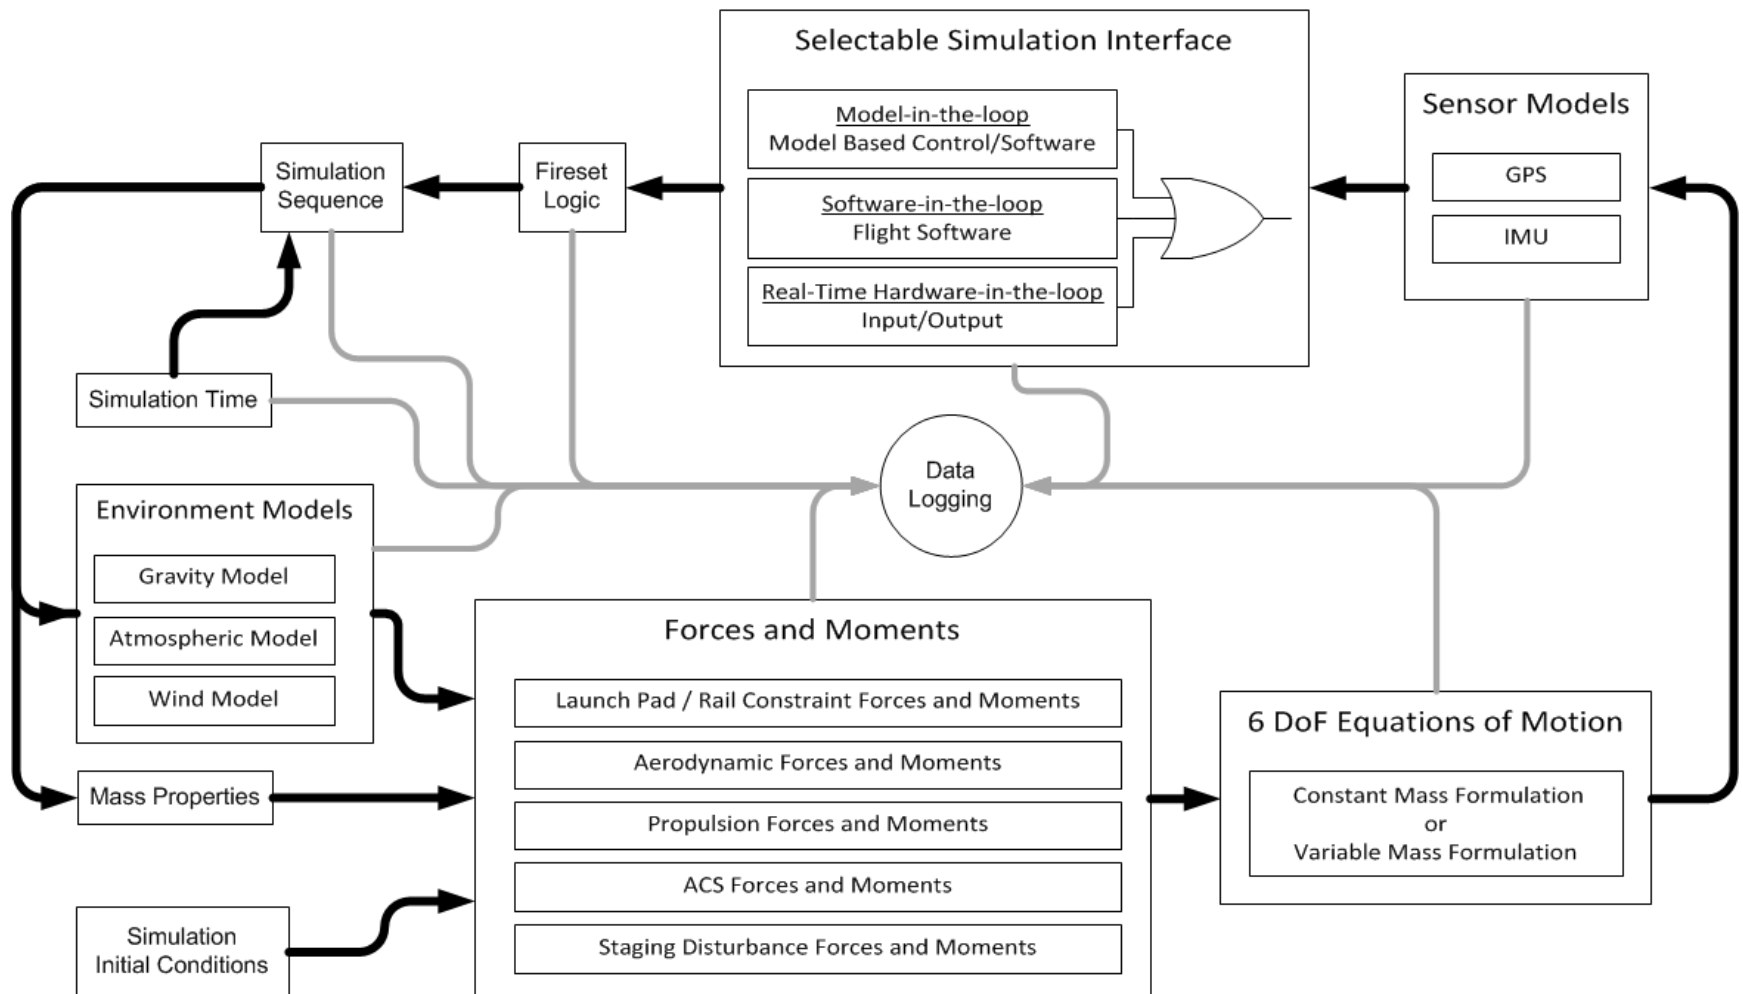 Selectable Simulation Interface
Model-in-the-loop
Model Based Control/Software
Software-in-the-loop
Flight Software
Real-Time Hardware-in-the-loop
Input/Output
Sensor Models
GPS
IMU
Simulation
Sequence
Fireset
Logic
Simulation Time
Data
Logging
Environment Models
Gravity Model
Atmospheric Model
Wind Model
Mass Properties
Simulation
Initial Conditions
Forces and Moments
Launch Pad / Rail Constraint Forces and Moments
Aerodynamic Forces and Moments
Propulsion Forces and Moments
ACS Forces and Moments
Staging Disturbance Forces and Moments
6 DoF Equations of Motion
Constant Mass Formulation
or
Variable Mass Formulation